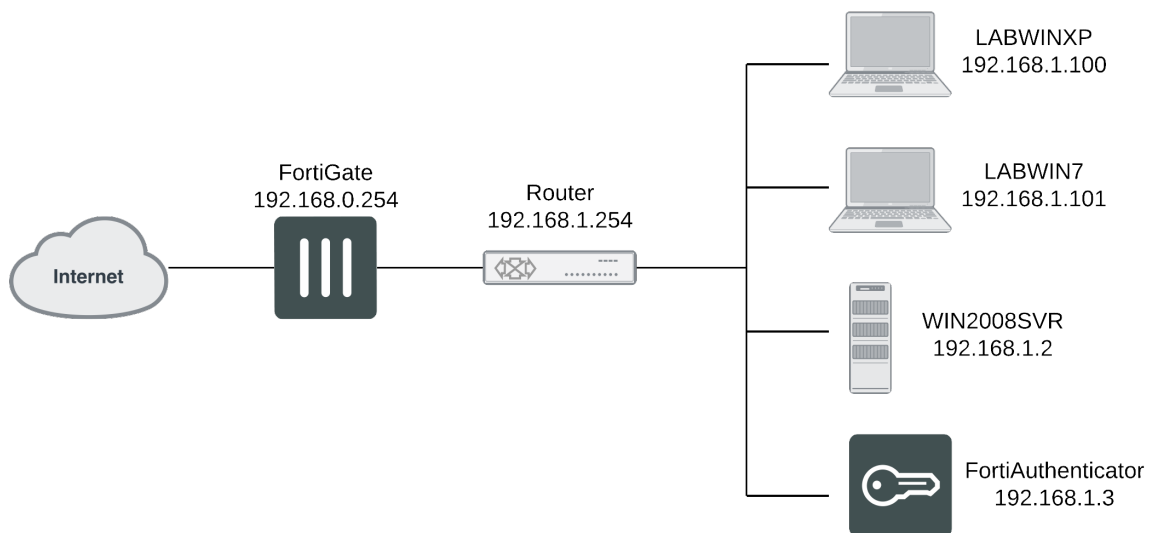 Internet
FortiGate
192.168.0.254
Router
192.168.1.254
LABWINXP
192.168.1.100
LABWIN7
192.168.1.101
WIN2008SVR
192.168.1.2
FortiAuthenticator
192.168.1.3